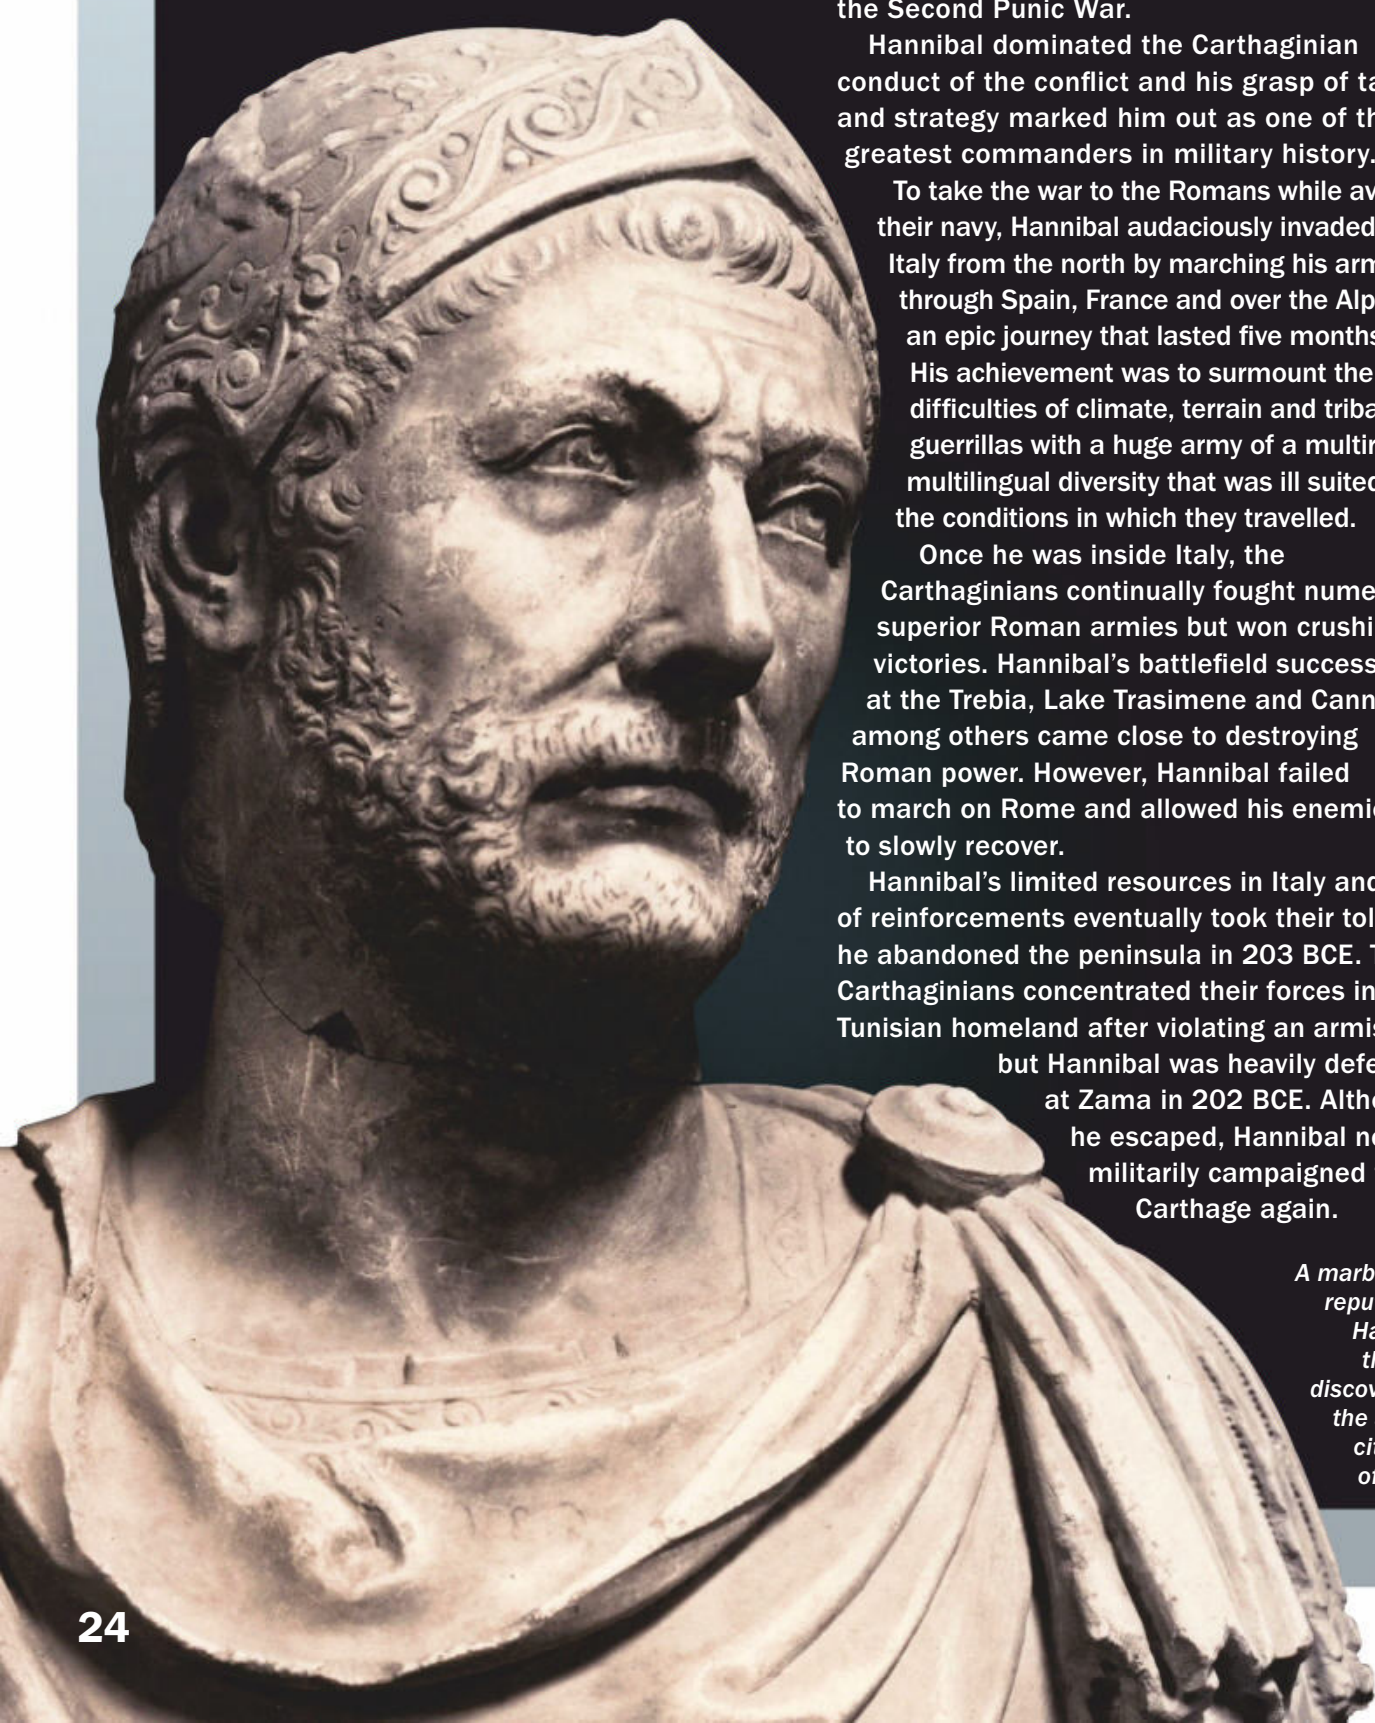 the Second Punic War.
Hannibal dominated the Carthaginian
conduct of the conflict and his grasp of
and strategy marked him out as one of
greatest commanders in military history.
To take the war to the Romans while
their navy, Hannibal audaciously invaded
Italy from the north by marching his
through Spain, France and over the
an epic journey that lasted five months
His achievement was to surmount the
difficulties of climate, terrain and
guerrillas with a huge army of a
multilingual diversity that was ill suited
the conditions in which they travelled.
Once he was inside Italy, the
Carthaginians continually fought
superior Roman armies but won
victories. Hannibal’s battlefield
at the Trebia, Lake Trasimene and
among others came close to destroying
Roman power. However, Hannibal failed
to march on Rome and allowed his
to slowly recover.
Hannibal’s limited resources in Italy and
of reinforcements eventually took their
he abandoned the peninsula in 203 BCE.
Carthaginians concentrated their forces in
Tunisian homeland after violating an
but Hannibal was heavily
at Zama in 202 BCE.
he escaped, Hannibal
militarily campaigned
Carthage again.
A
the
24